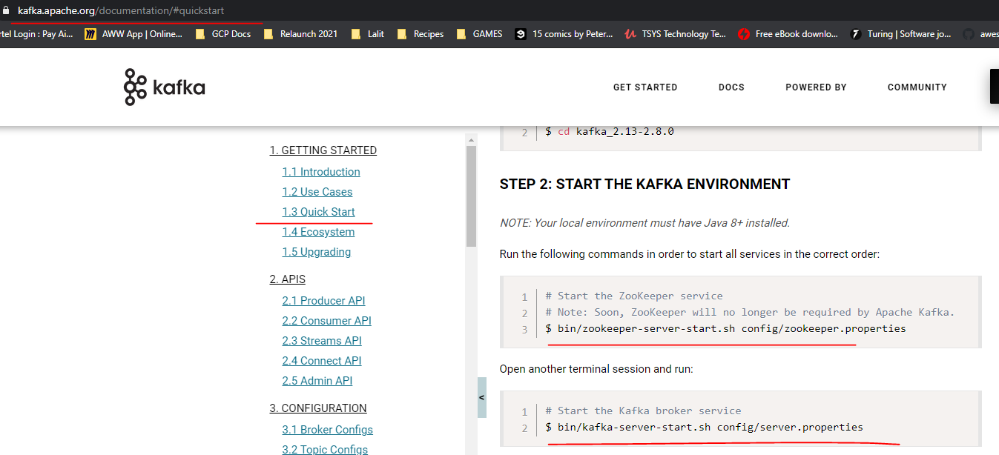 kafka.apache.org/documentation/#quickstart
rtel Login : Pay Ai... AWW App | Online... GCP Docs Relaunch 2021 Lalit Recipes GAMES 15 comics by Peter... TSYS Technology Te... Free eBook downlo... Turing | Software jo... awes
kafka GET STARTED DOCS POWERED BY COMMUNITY
1. GETTING STARTED
1.1 Introduction
1.2 Use Cases
1.3 Quick Start
1.4 Ecosystem
1.5 Upgrading
2. APIS
2.1 Producer API
2.2 Consumer API
2.3 Streams API
2.4 Connect API
2.5 Admin API
3. CONFIGURATION
3.1 Broker Configs
3.2 Topic Configs
<
2 $ cd kafka_2.13-2.8.0
STEP 2: START THE KAFKA ENVIRONMENT
NOTE: Your local environment must have Java 8+ installed.
Run the following commands in order to start all services in the correct order:
1 # Start the ZooKeeper service
2 # Note: Soon, ZooKeeper will no longer be required by Apache Kafka.
3 $ bin/zookeeper-server-start.sh config/zookeeper.properties
Open another terminal session and run:
1 # Start the Kafka broker service
2 $ bin/kafka-server-start.sh config/server.properties